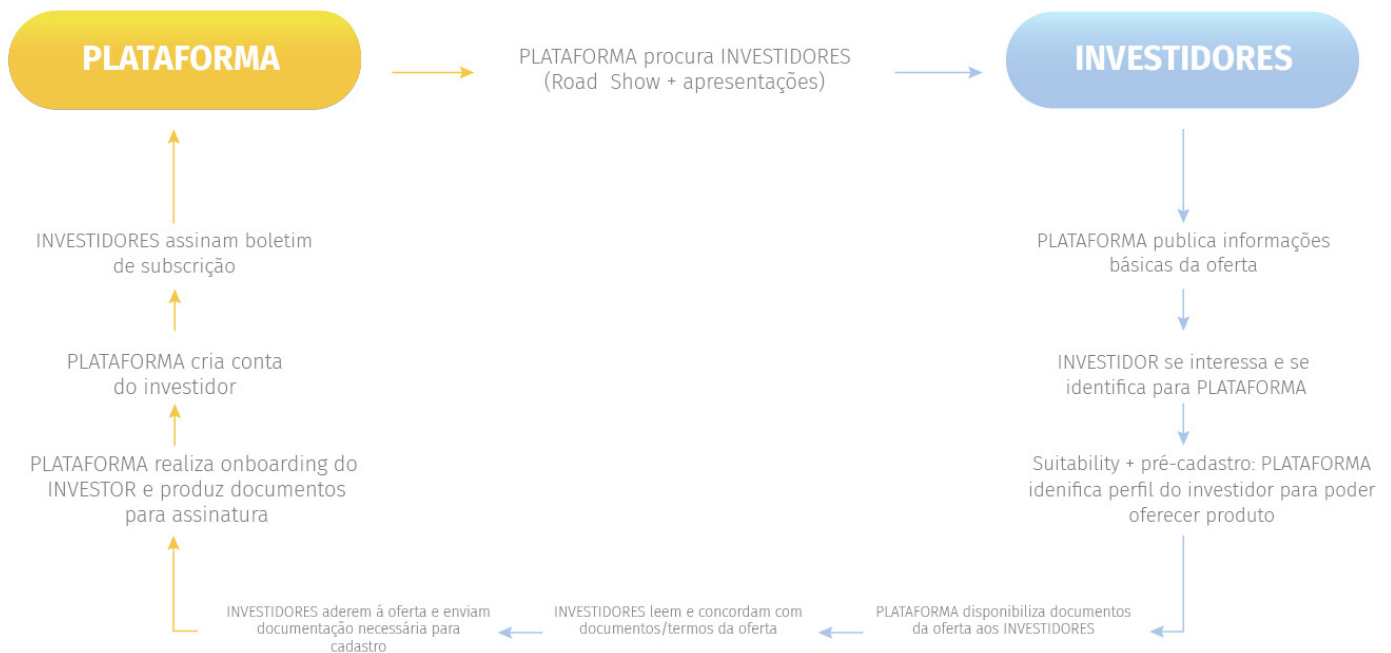 PLATAFORMA
PLATAFORMA procura INVESTIDORES
(Road Show + apresentações)
INVESTIDORES
PLATAFORMA publica informações
básicas da oferta
INVESTIDOR se interessa e se
identifica para PLATAFORMA
Suitability + pré-cadastro: PLATAFORMA
idenifica perfil do investidor para poder
oferecer produto
PLATAFORMA disponibiliza documentos
da oferta aos INVESTIDORES
INVESTIDORES leem e concordam com
documentos/termos da oferta
INVESTIDORES aderem á oferta e enviam
documentação necessária para
cadastro
PLATAFORMA realiza onboarding do
INVESTOR e produz documentos
para assinatura
PLATAFORMA cria conta
do investidor
INVESTIDORES assinam boletim
de subscrição